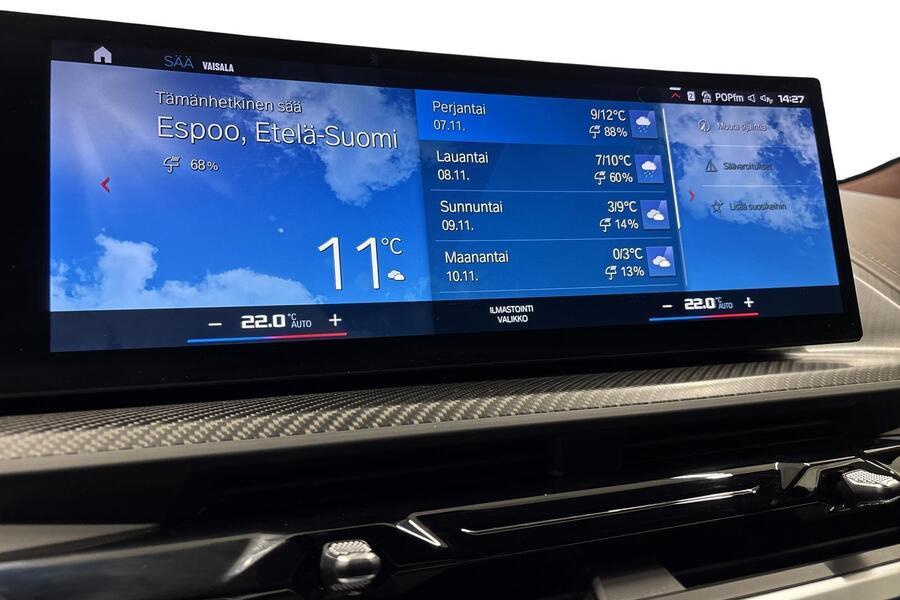 SÄÄ VAISALA
2 POPfm 14:27
Tämänhetkinen sää
Espoo, Etelä-Suomi
68%
11°C
Perjantai
07.11.
9/12°C
88%
Lauantai
08.11.
7/10°C
60%
Sunnuntai
09.11.
3/9°C
14%
Maanantai
10.11.
0/3°C
13%
Muuta sijaintia
Säävaroitukset
Lisää suosikkeihin
– 22.0°C AUTO +
ILMASTOINTI
VALIKKO
– 22.0°C AUTO +